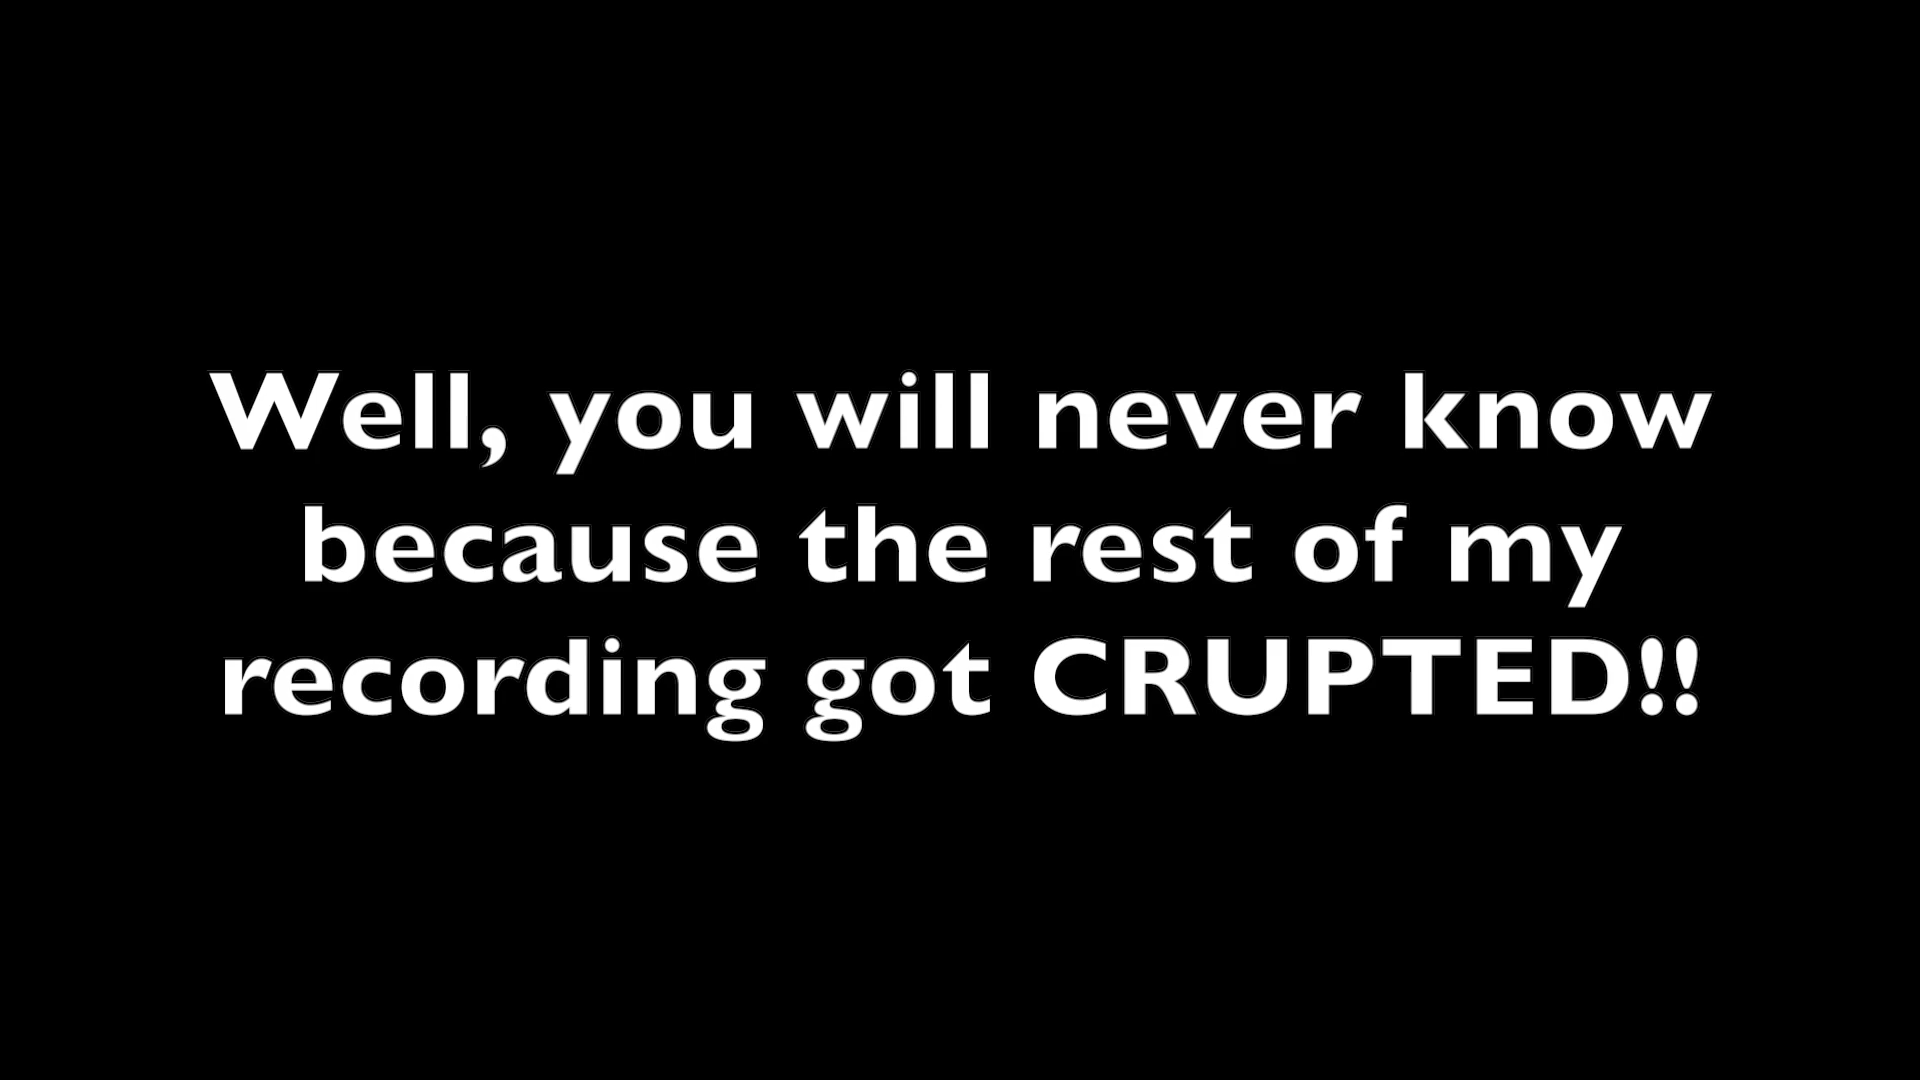 Well, you will never know
because the rest of my
recording got CRUPTED!!